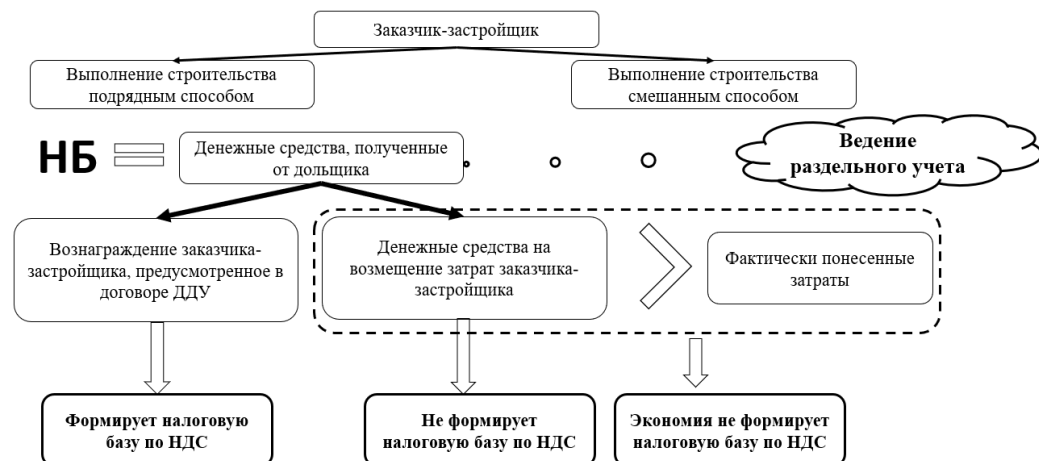 Заказчик-застройщик
Выполнение строительства
подрядным способом
Выполнение строительства
смешанным способом
НБ
Денежные средства, полученные
от дольщика
Ведение
раздельного учета
Вознаграждение заказчика-
застройщика, предусмотренное в
договоре ДДУ
Денежные средства на
возмещение затрат заказчика-
застройщика
Фактически понесенные
затраты
Формирует налоговую
базу по НДС
Не формирует
налоговую базу по НДС
Экономия не формирует
налоговую базу по НДС